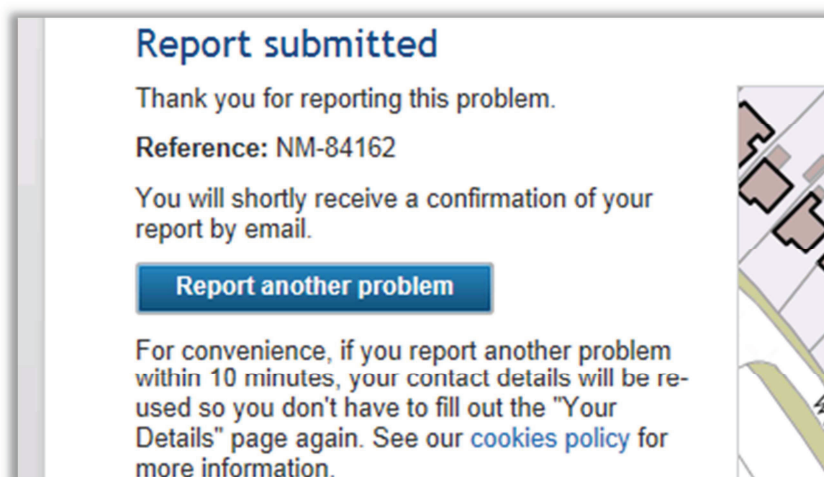 Report submitted
Thank you for reporting this problem.
Reference: NM-84162
You will shortly receive a confirmation of your
report by email.
Report another problem
For convenience, if you report another problem
within 10 minutes, your contact details will be re-
used so you don't have to fill out the "Your
Details" page again. See our cookies policy for
more information.